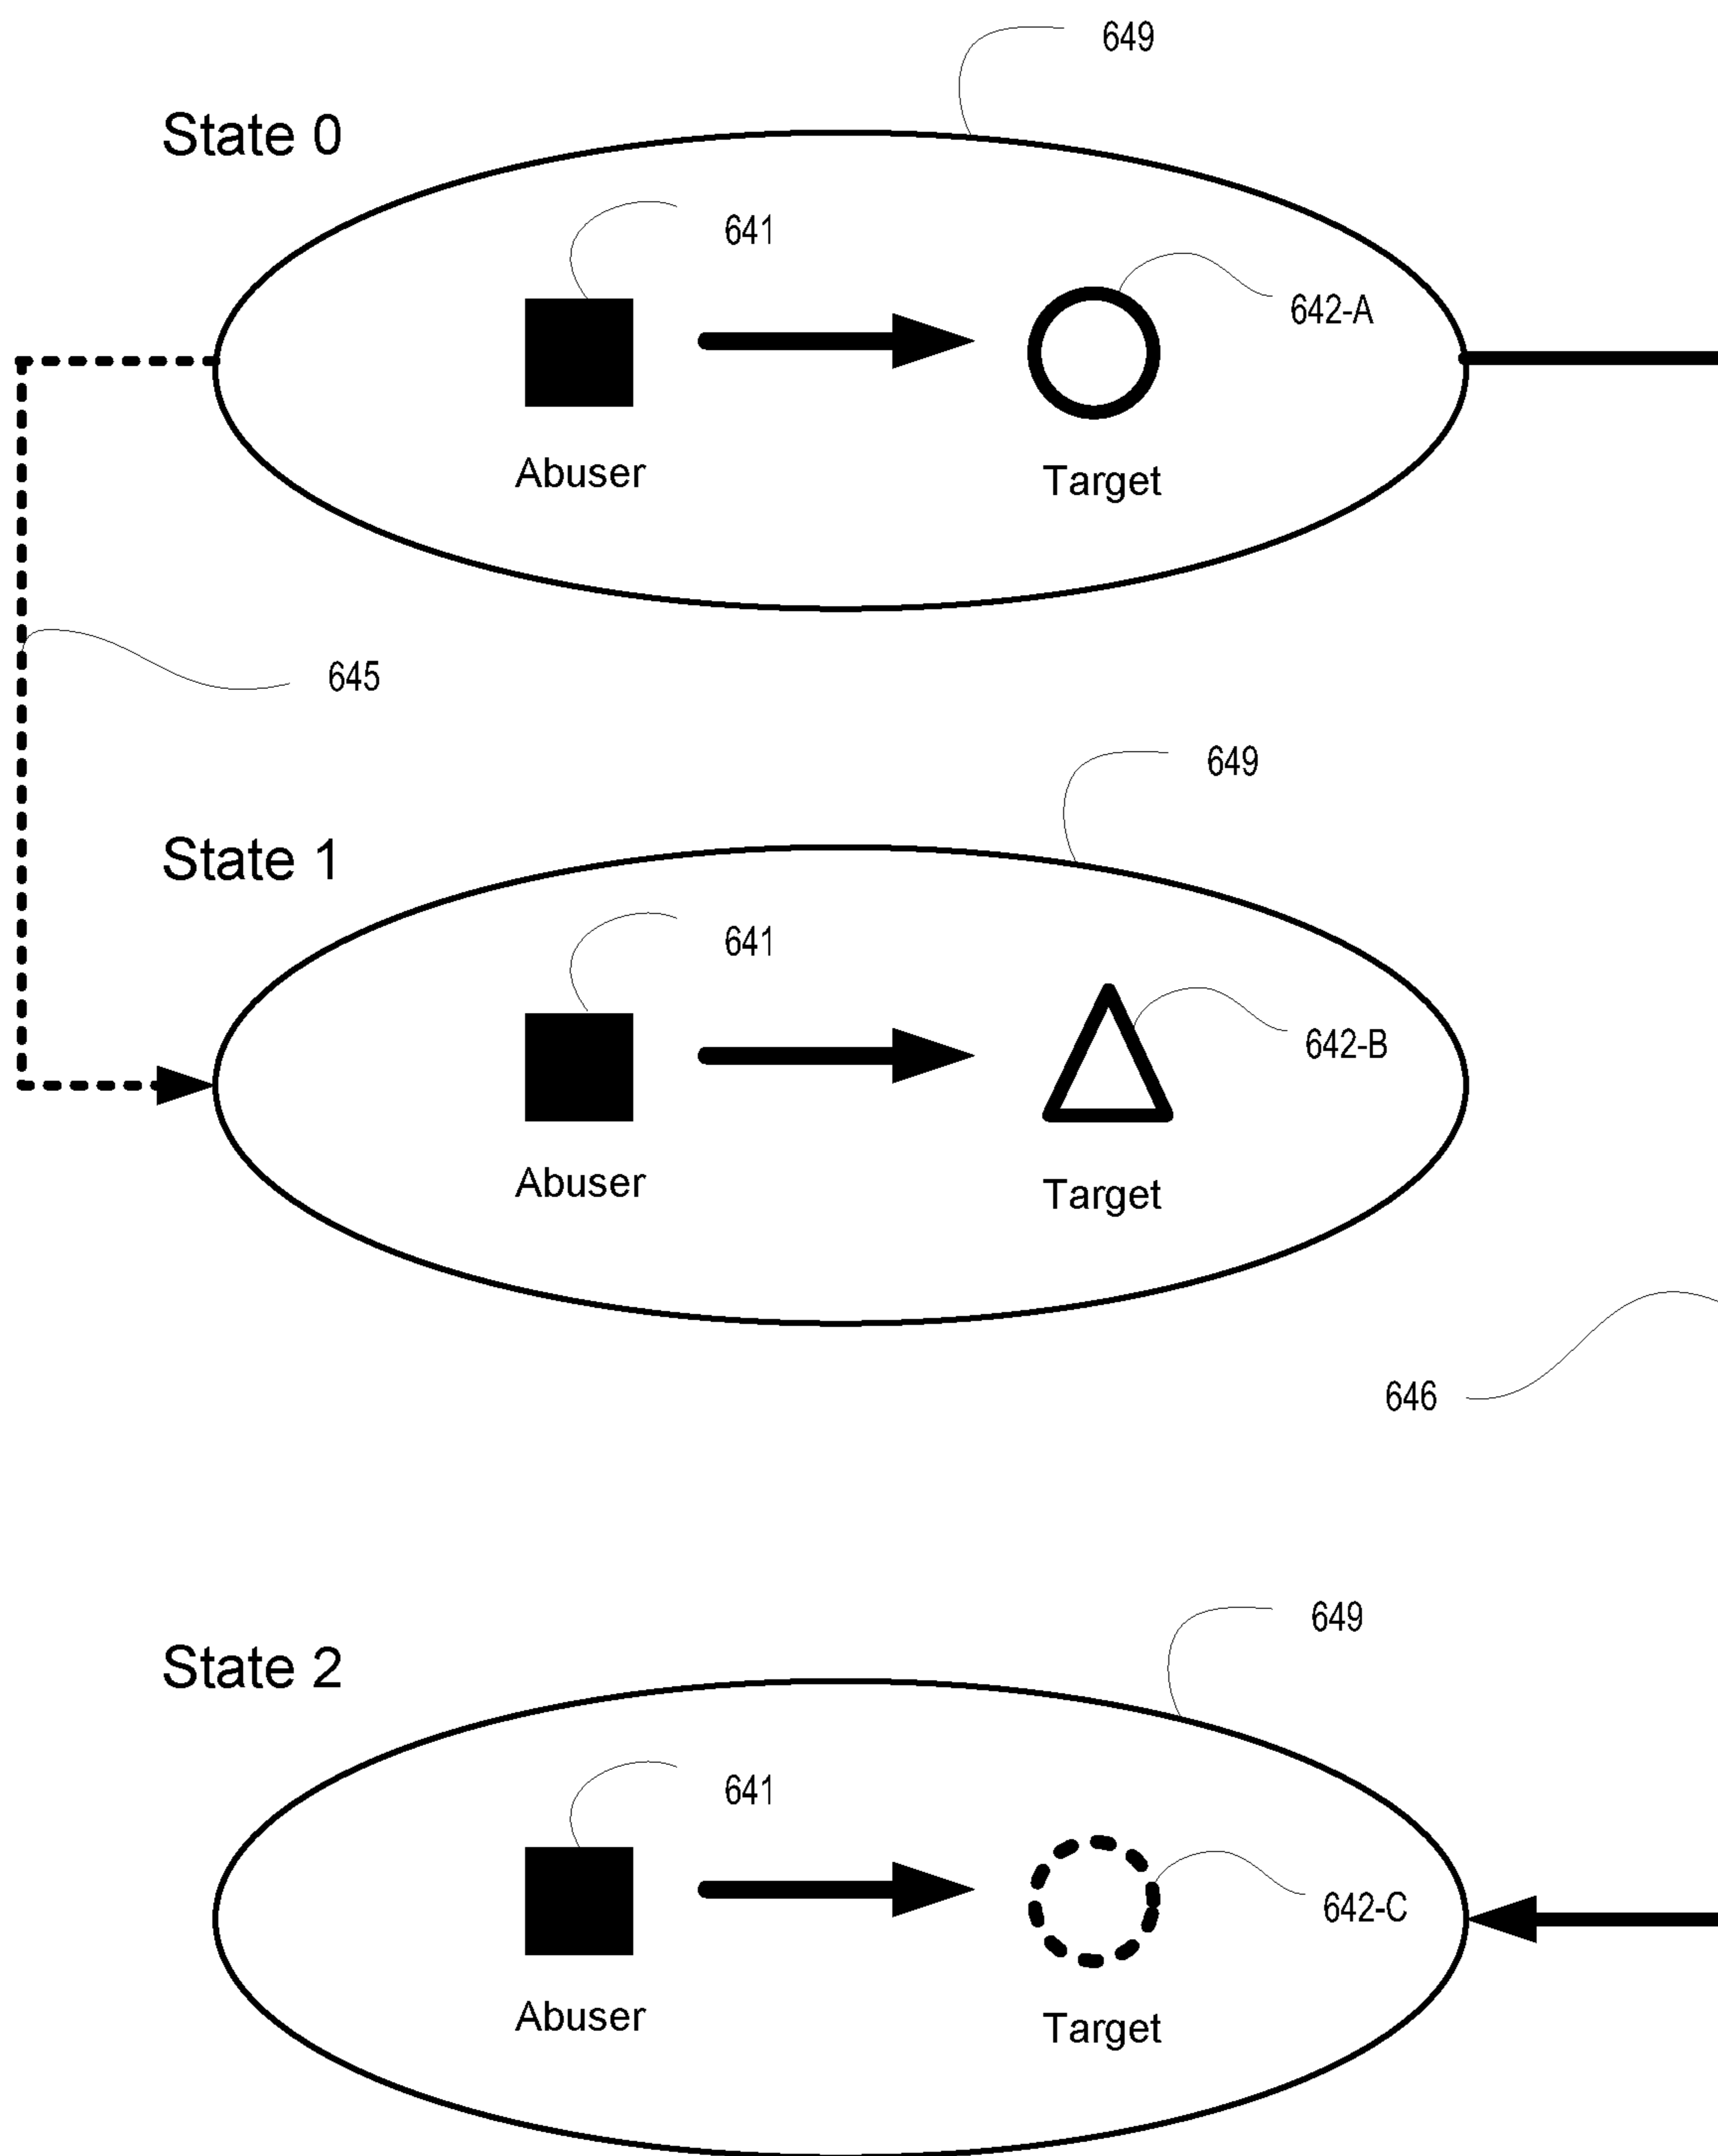 649
State 0
641
642-A
Abuser
Target
645
649
State 1
641
642-B
Abuser
Target
646
649
State 2
641
642-C
Abuser
Target